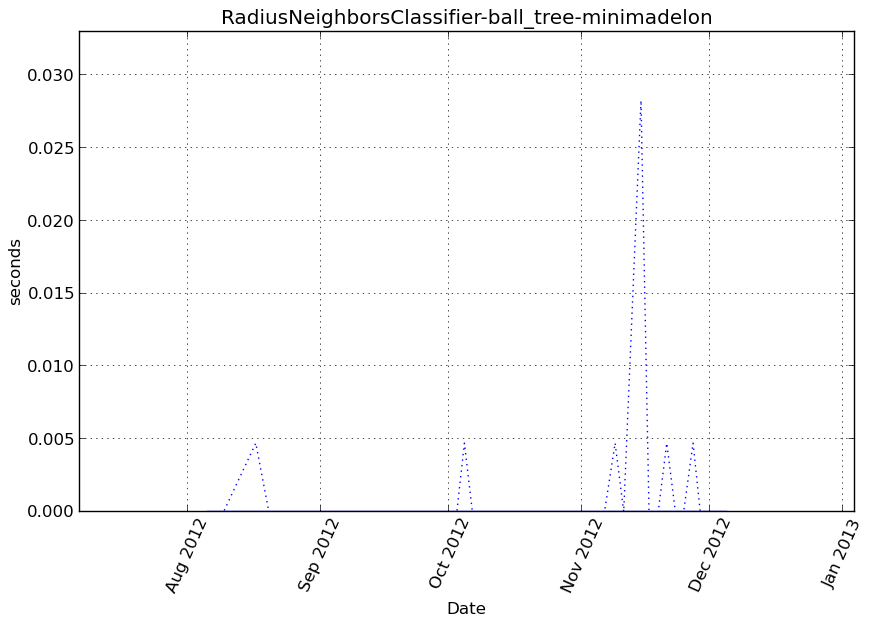 RadiusNeighborsClassifier-ball_tree-minimadelon
0.030
0.025
0.020
0.015
0.010
0.005
0.000
seconds
Aug 2012
Sep 2012
Oct 2012
Nov 2012
Dec 2012
Jan 2013
Date